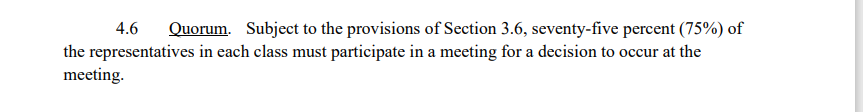 4.6 Quorum. Subject to the provisions of Section 3.6, seventy-five percent (75%) of
the representatives in each class must participate in a meeting for a decision to occur at the
meeting.